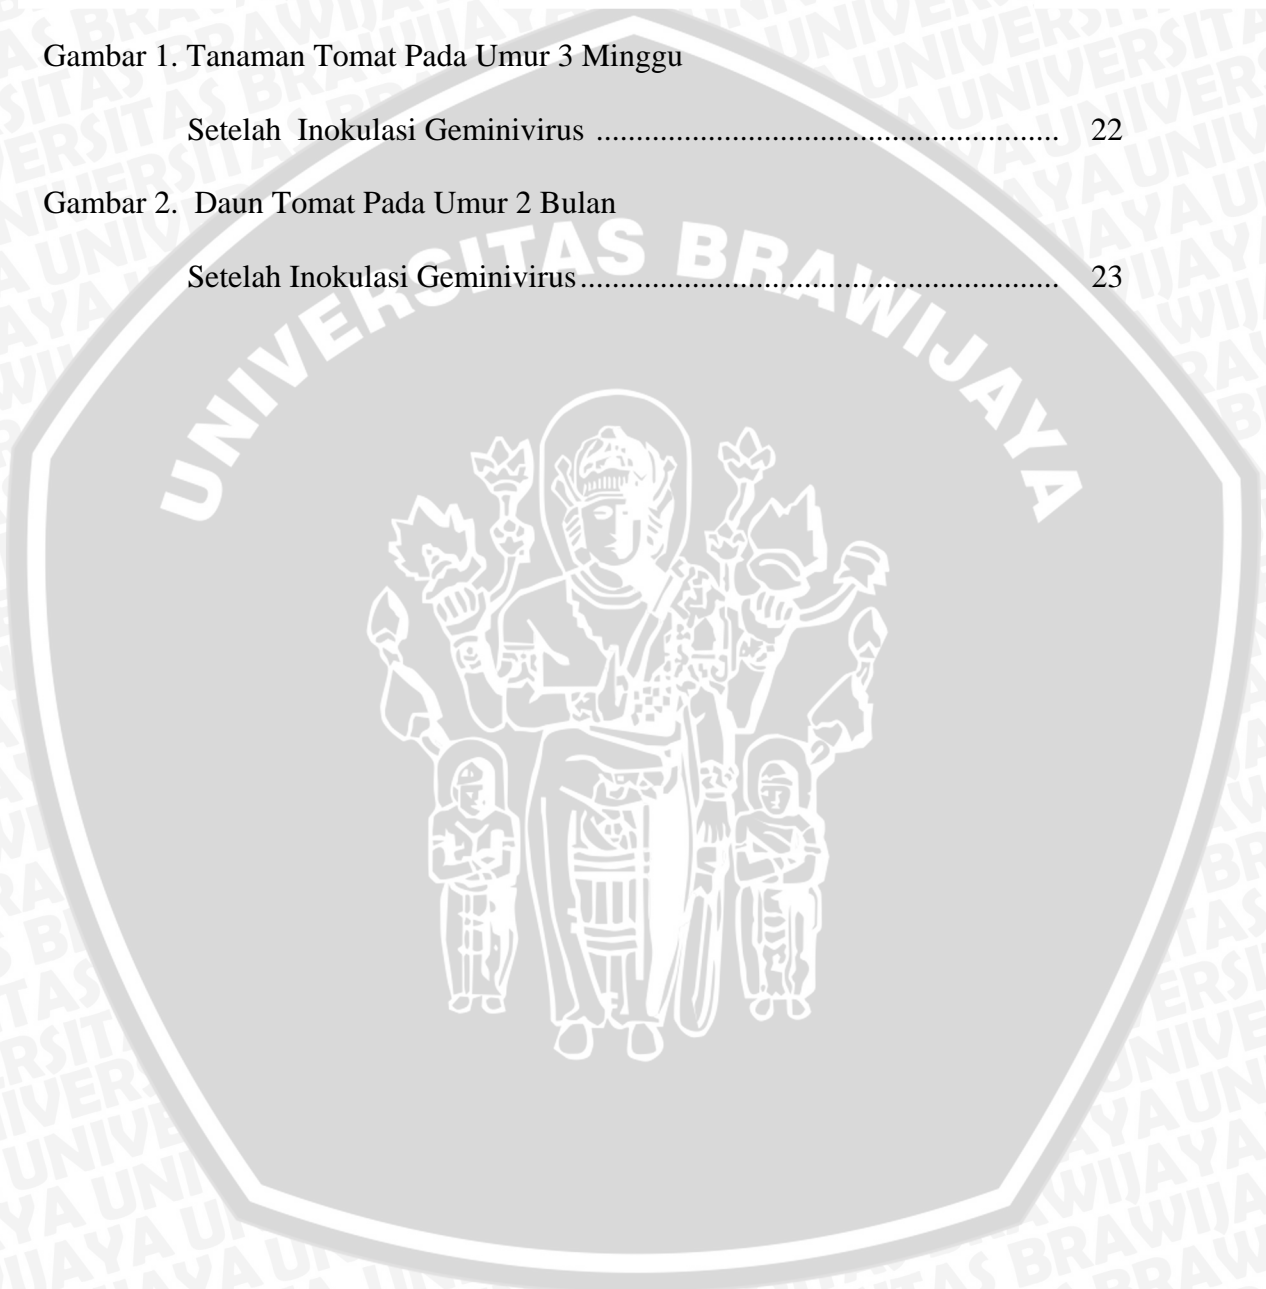 Gambar 1. Tanaman Tomat Pada Umur 3 Minggu
Setelah Inokulasi Geminivirus .......................................................... 22
Gambar 2. Daun Tomat Pada Umur 2 Bulan
Setelah Inokulasi Geminivirus............................................................ 23
UNIVERSITAS BRAWIJAYA